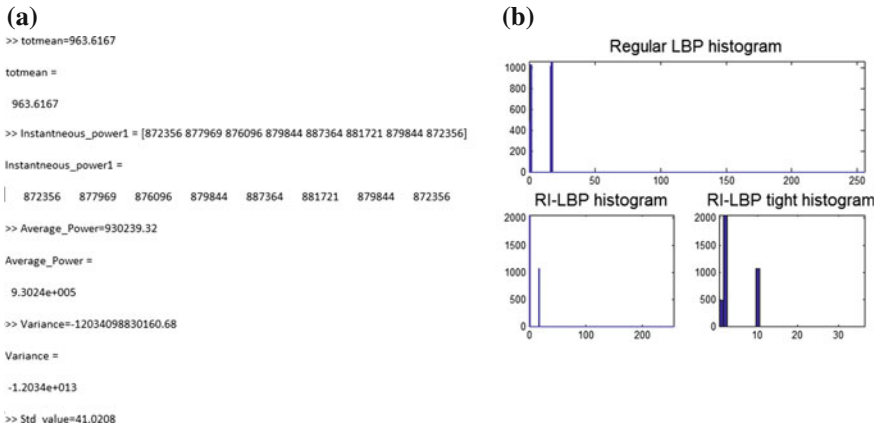 (a)
>> totmean=963.6167
totmean =
963.6167
>> Instantneous_power1 = [872356 877969 876096 879844 887364 881721 879844 872356]
Instantneous_power1 =
872356 877969 876096 879844 887364 881721 879844 872356
>> Average_Power=930239.32
Average_Power =
9.3024e+005
>> Variance=-12034098830160.68
Variance =
-1.2034e+013
>> Std_value=41.0208
(b)
Regular LBP histogram
1000
800
600
400
200
0
0 50 100 150 200 250
RI-LBP histogram
2000
1500
1000
500
0
0 100 200
RI-LBP tight histogram
2000
1500
1000
500
0
10 20 30